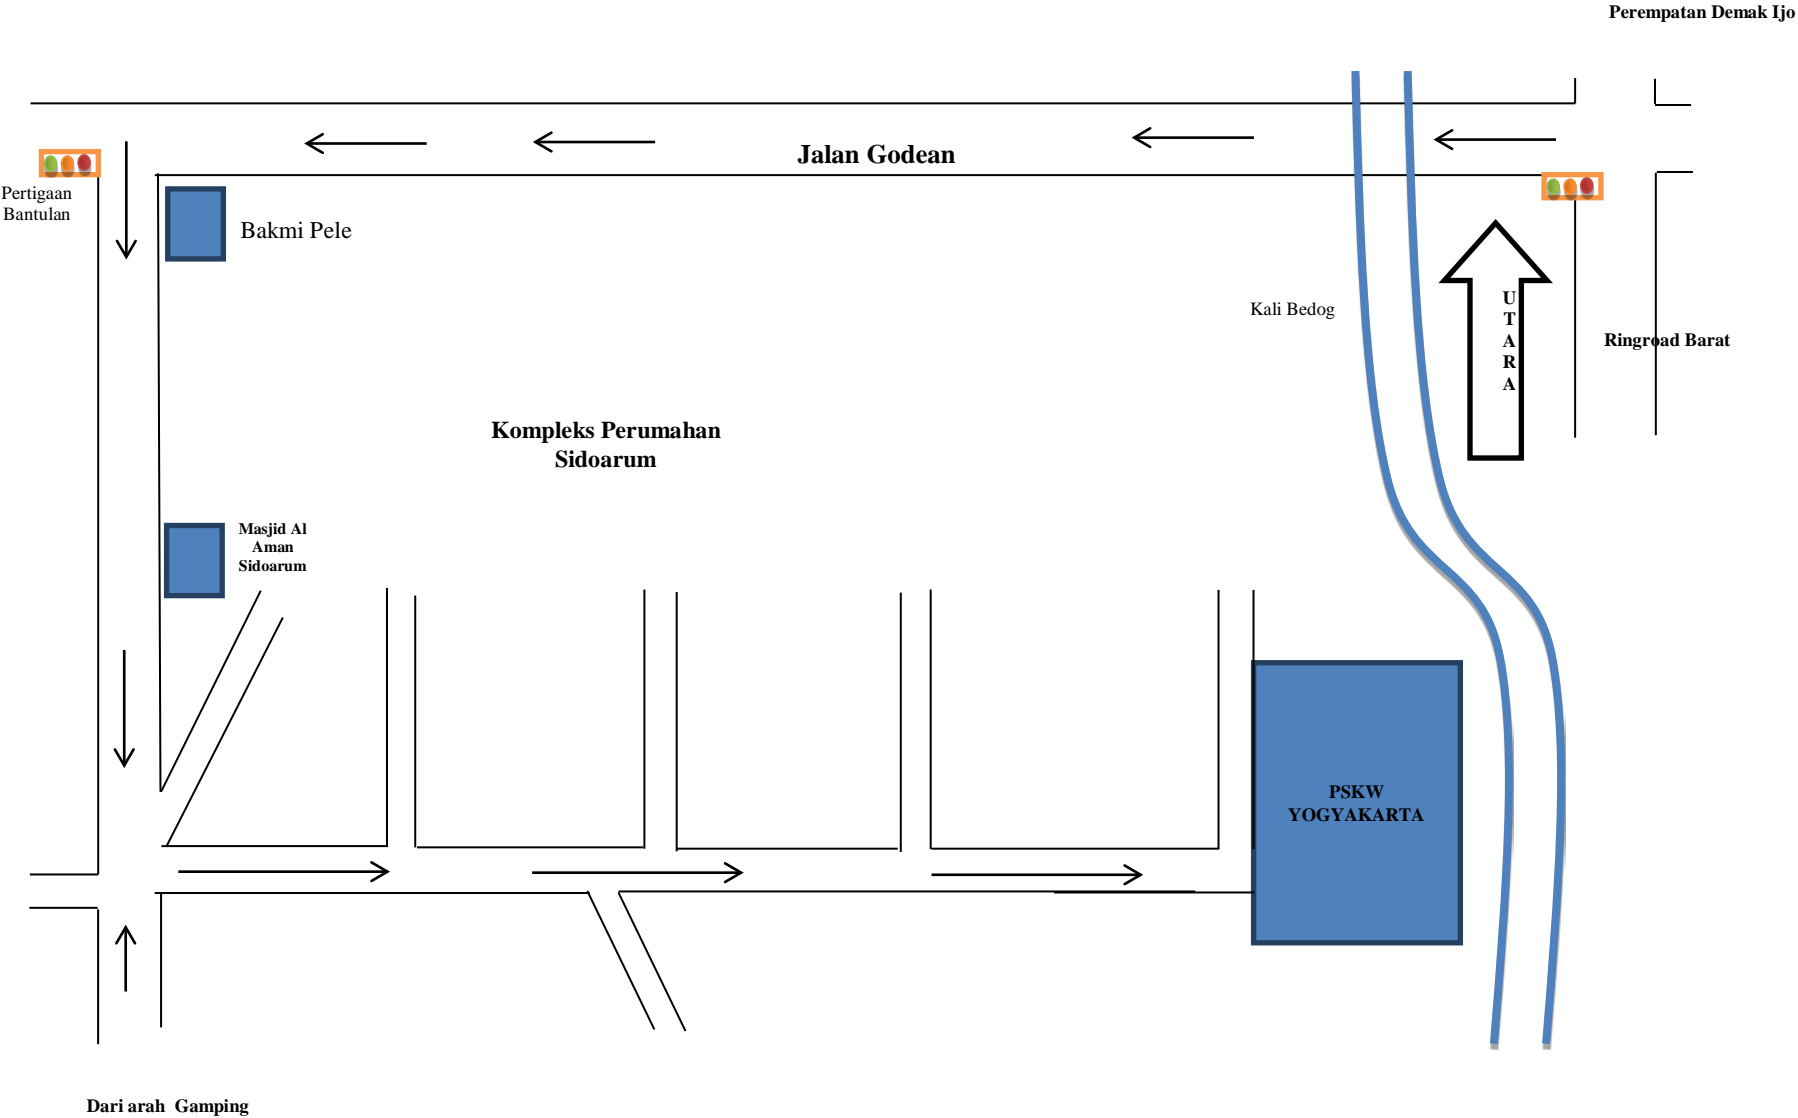 Perempatan Demak Ijo
Jalan Godean
Pertigaan
Bantulan
Bakmi Pele
Kali Bedog
U
T
A
R
A
Ringroad Barat
Kompleks Perumahan
Sidoarum
Masjid Al
Aman
Sidoarum
PSKW
YOGYAKARTA
Dari arah Gamping